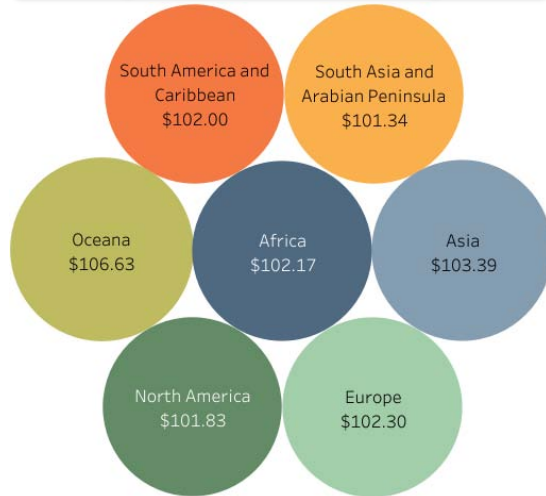 South America and
Caribbean
$102.00
South Asia and
Arabian Peninsula
$101.34
Oceana
$106.63
Africa
$102.17
Asia
$103.39
North America
$101.83
Europe
$102.30